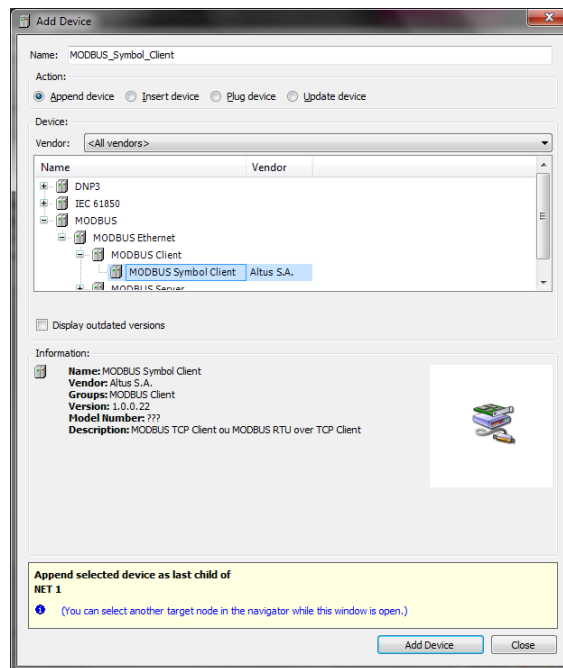 Add Device
Name: MODBUS_Symbol_Client
Action:
Append device Insert device Plug device Update device
Device:
Vendor: <All vendors>
Name Vendor
DNP3
IEC 61850
MODBUS
MODBUS Ethernet
MODBUS Client
MODBUS Symbol Client Altus S.A.
MODBUS Server
Display outdated versions
Information:
Name: MODBUS Symbol Client
Vendor: Altus S.A.
Groups: MODBUS Client
Version: 1.0.0.22
Model Number: ???
Description: MODBUS TCP Client ou MODBUS RTU over TCP Client
Append selected device as last child of
NET 1
(You can select another target node in the navigator while this window is open.)
Add Device Close